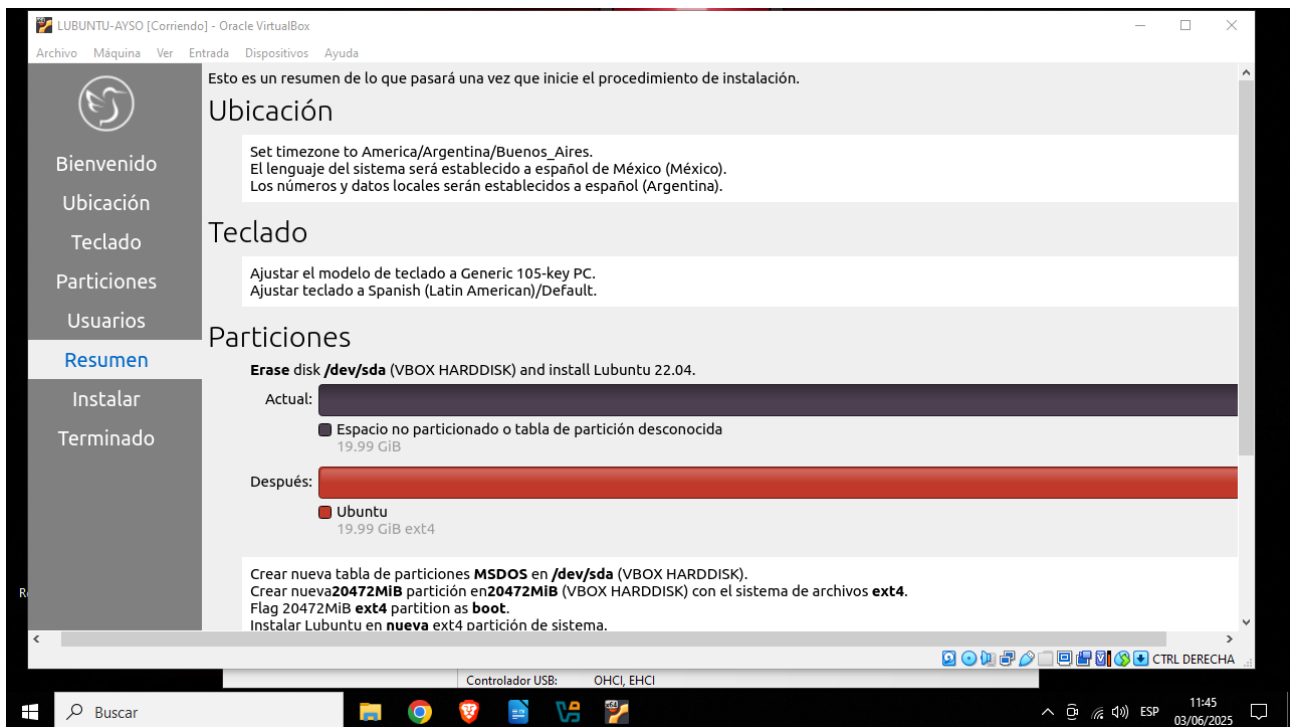 LUBUNTU-AYSO [Corriendo] - Oracle VirtualBox
Archivo Máquina Ver Entrada Dispositivos Ayuda
Bienvenido
Ubicación
Teclado
Particiones
Usuarios
Resumen
Instalar
Terminado
Esto es un resumen de lo que pasará una vez que inicie el procedimiento de instalación.
Ubicación
Set timezone to America/Argentina/Buenos_Aires.
El lenguaje del sistema será establecido a español de México (México).
Los números y datos locales serán establecidos a español (Argentina).
Teclado
Ajustar el modelo de teclado a Generic 105-key PC.
Ajustar teclado a Spanish (Latin American)/Default.
Particiones
Erase disk /dev/sda (VBOX HARDDISK) and install Lubuntu 22.04.
Actual:
Espacio no particionado o tabla de partición desconocida
19.99 GiB
Después:
Ubuntu
19.99 GiB ext4
Crear nueva tabla de particiones MSDOS en /dev/sda (VBOX HARDDISK).
Crear nueva20472MiB partición en20472MiB (VBOX HARDDISK) con el sistema de archivos ext4.
Flag 20472MiB ext4 partition as boot.
Instalar Lubuntu en nueva ext4 partición de sistema.
CTRL DERECHA
Controlador USB: OHCI, EHCI
Buscar
ESP
11:45
03/06/2025